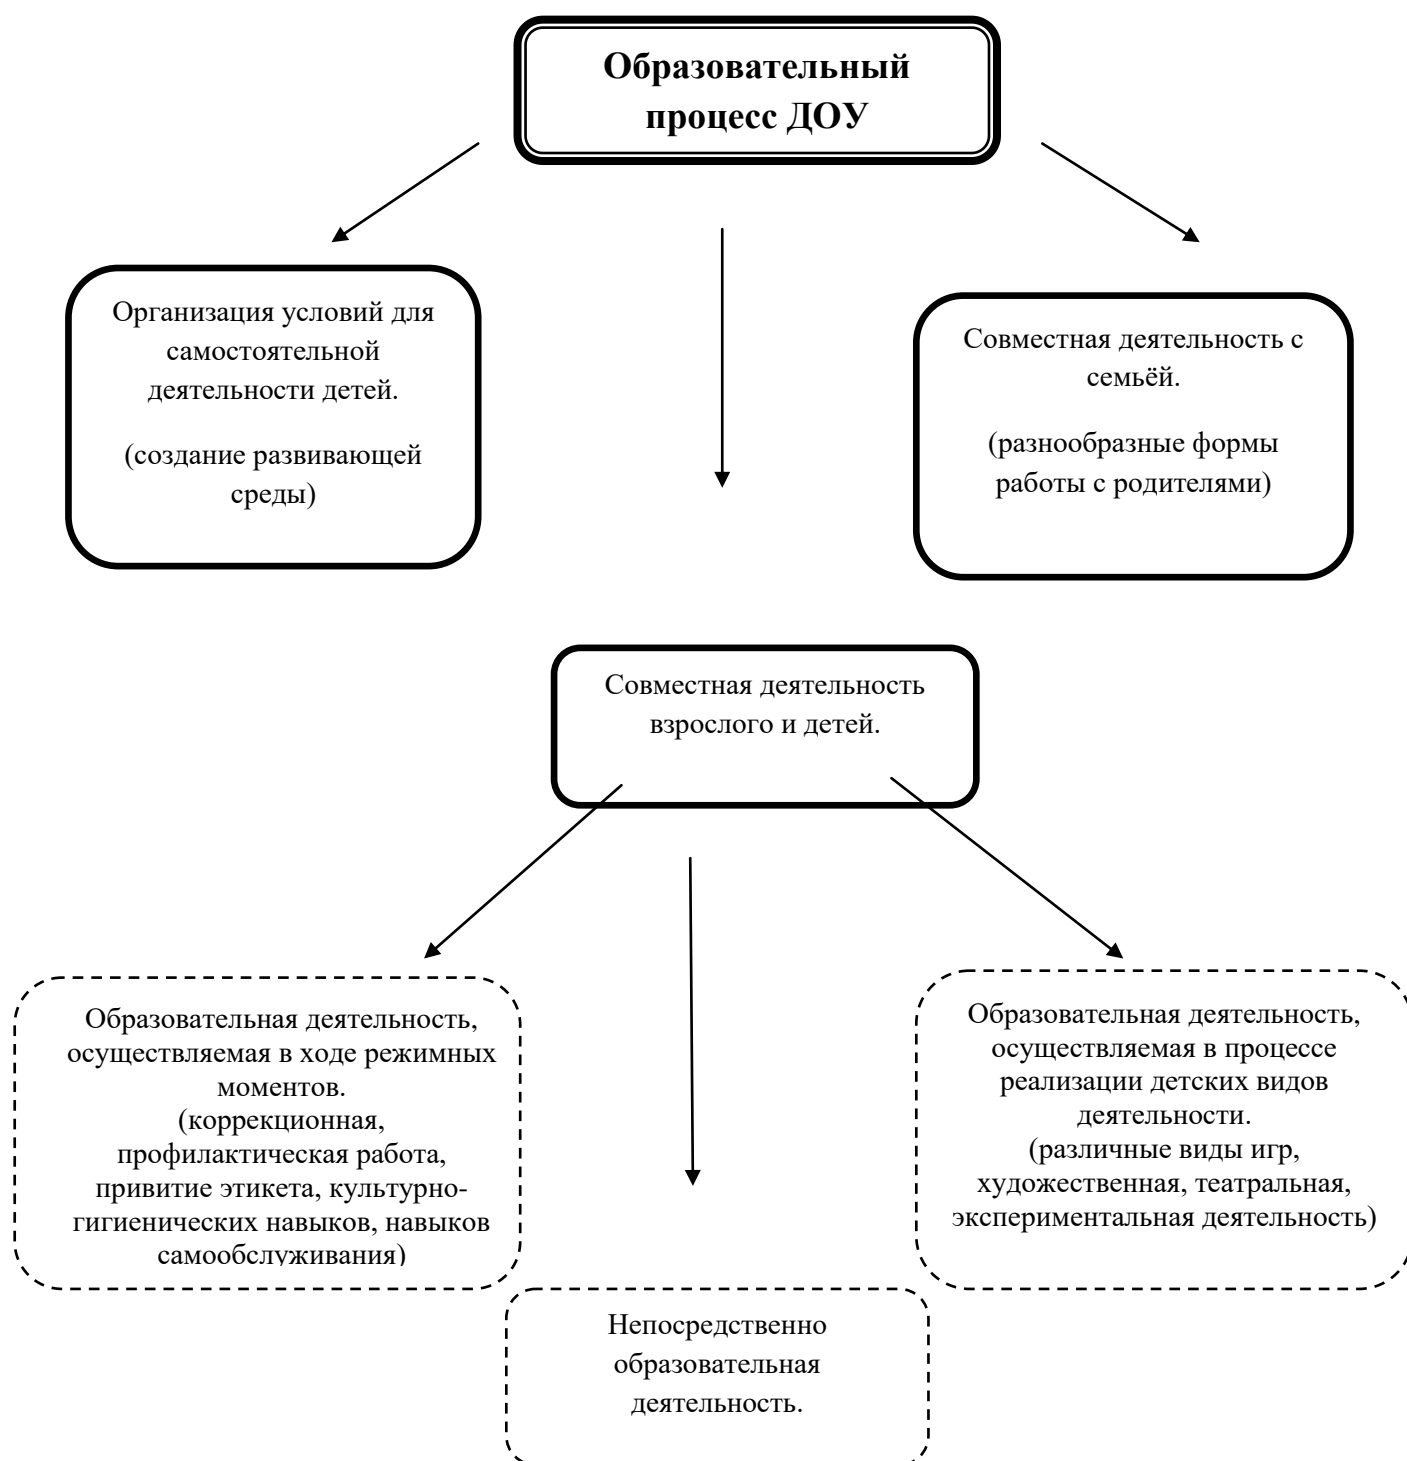 Образовательный
процесс ДОУ
Организация условий для
самостоятельной
деятельности детей.
(создание развивающей
среды)
Совместная деятельность с
семьёй.
(разнообразные формы
работы с родителями)
Совместная деятельность
взрослого и детей.
Образовательная деятельность,
осуществляемая в ходе режимных
моментов.
(коррекционная,
профилактическая работа,
привитие этикета, культурно-
гигиенических навыков, навыков
самообслуживания)
Образовательная деятельность,
осуществляемая в процессе
реализации детских видов
деятельности.
(различные виды игр,
художественная, театральная,
экспериментальная деятельность)
Непосредственно
образовательная
деятельность.